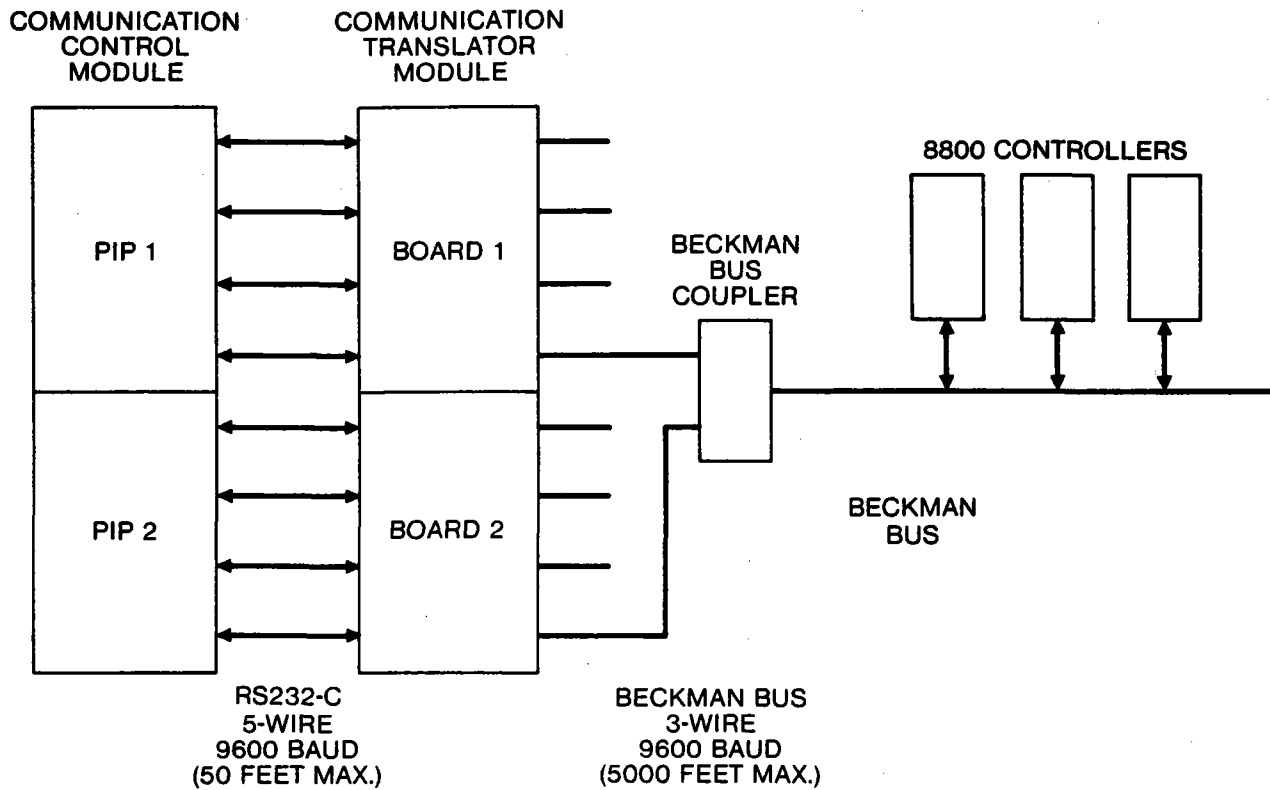 COMMUNICATION
CONTROL
MODULE
COMMUNICATION
TRANSLATOR
MODULE
8800 CONTROLLERS
PIP 1
BOARD 1
BECKMAN
BUS
COUPLER
PIP 2
BOARD 2
BECKMAN
BUS
RS232-C
5-WIRE
9600 BAUD
(50 FEET MAX.)
BECKMAN BUS
3-WIRE
9600 BAUD
(5000 FEET MAX.)